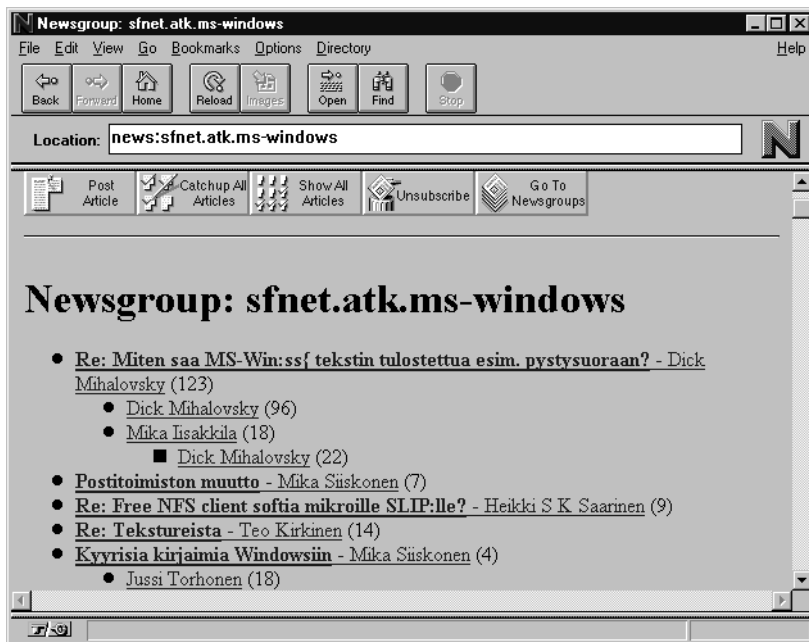 Newsgroup: sfnet.atk.ms-windows
File Edit View Go Bookmarks Options Directory Help
Back Forward Home Reload Images Open Find Stop
Location: news:sfnet.atk.ms-windows
Post Article Catchup All Articles Show All Articles Unsubscribe Go To Newsgroups
Newsgroup: sfnet.atk.ms-windows
Re: Miten saa MS-Win:ss{ tekstin tulostettua esim. pystysuoraan? - Dick
Mihalovsky (123)
Dick Mihalovsky (96)
Mika Iisakkila (18)
Dick Mihalovsky (22)
Postitoimiston muutto - Mika Siiskonen (7)
Re: Free NFS client softia mikroille SLIP:lle? - Heikki S K Saarinen (9)
Re: Tekstureista - Teo Kirkinen (14)
Kyyrisia kirjaimia Windowsiin - Mika Siiskonen (4)
Jussi Torhonen (18)